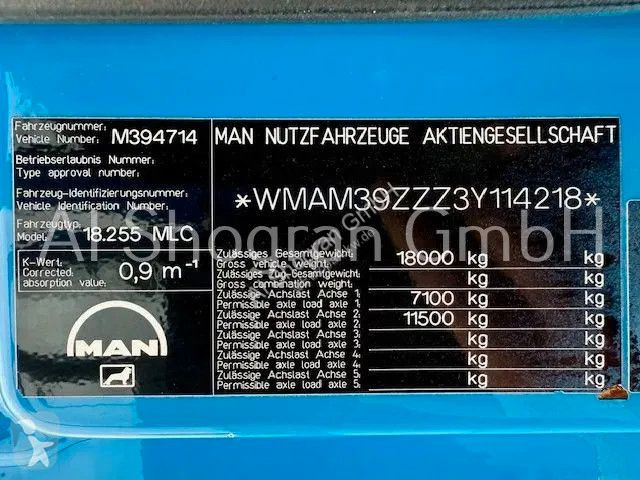 Fahrzeugnummer:
Vehicle Number: M394714
Betriebserlaubnis Nummer:
Type approval number:
Fahrzeug-Identifizierungsnummer:
Vehicle Identification Number:
Fahrzeugtyp:
Model: 18.255 MLC
K-Wert:
Corrected absorption value: 0,9 m⁻¹
MAN
MAN NUTZFAHRZEUGE AKTIENGESELLSCHAFT
*WMAM39ZZZ3Y114218*
Zulässiges Gesamtgewicht:
Gross vehicle weight: 18000 kg kg
Zulässiges Zug-Gesamtgewicht:
Gross combination weight: kg kg
Zulässige Achslast Achse 1:
Permissible axle load axle 1: 7100 kg kg
Zulässige Achslast Achse 2:
Permissible axle load axle 2: 11500 kg kg
Zulässige Achslast Achse 3:
Permissible axle load axle 3: kg kg
Zulässige Achslast Achse 4:
Permissible axle load axle 4: kg kg
Zulässige Achslast Achse 5:
Permissible axle load axle 5: kg kg
GmbH